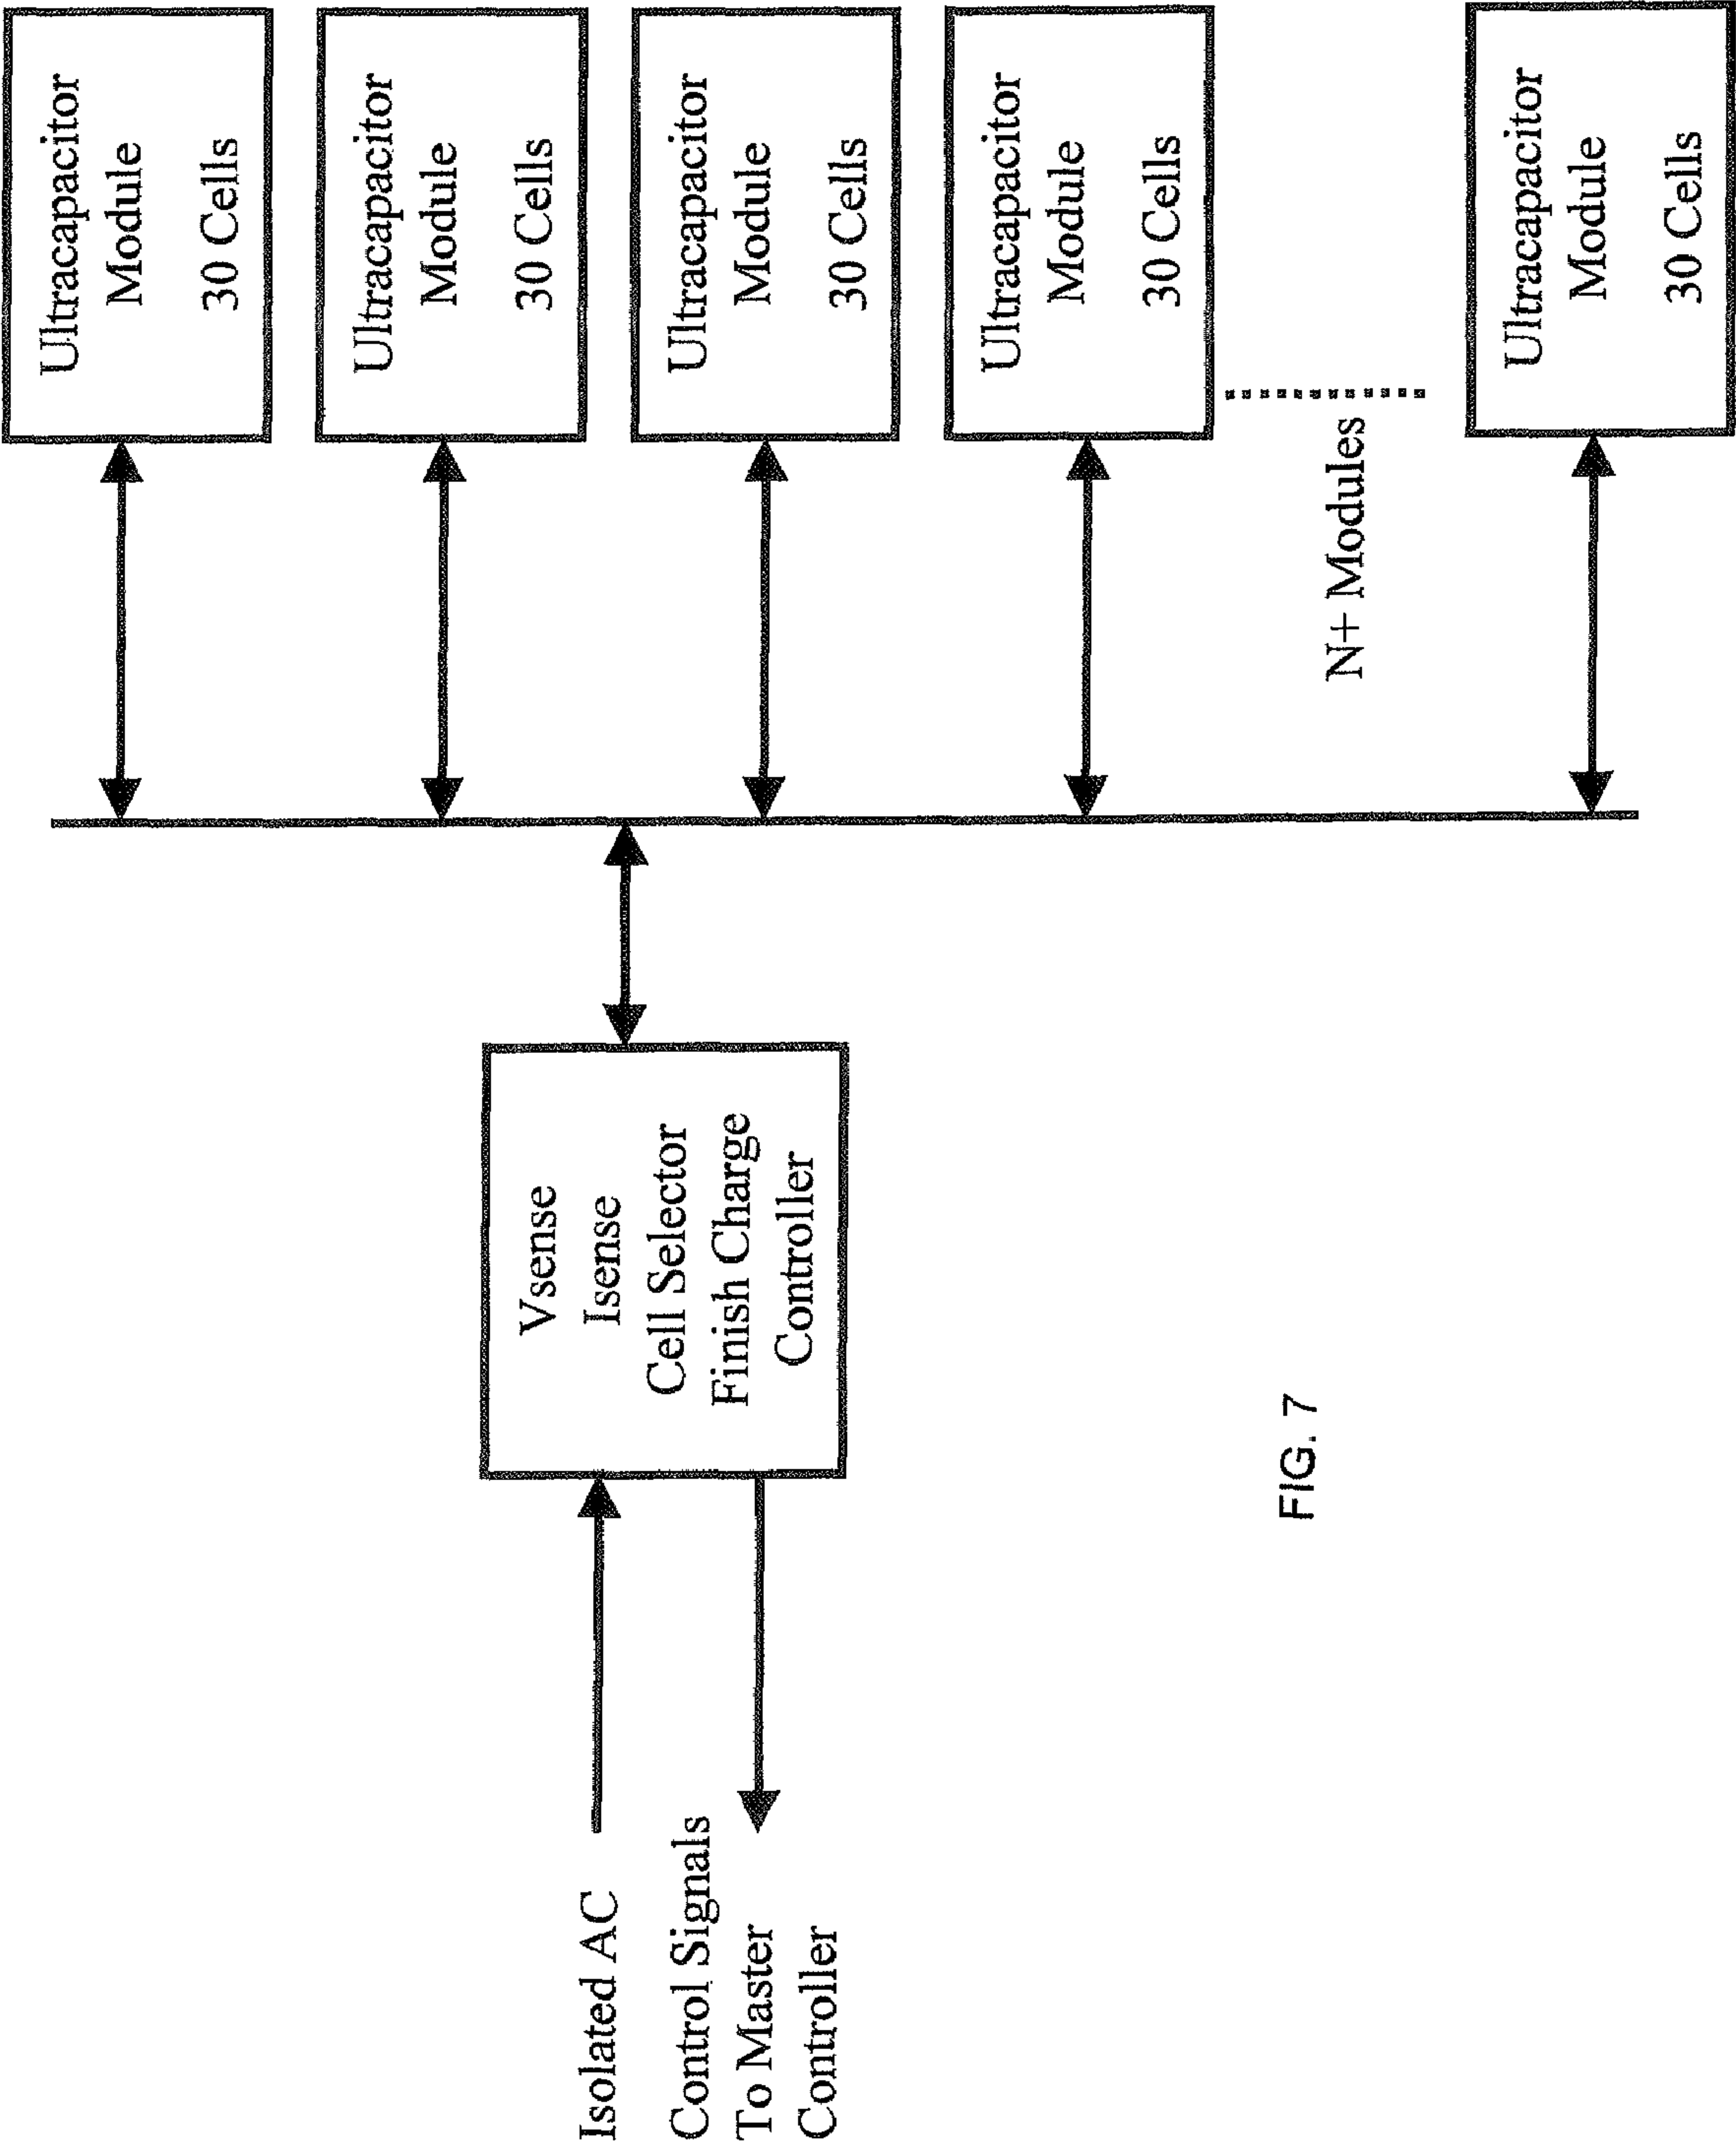 Isolated AC
Control Signals
To Master
Controller
Vsense
Isense
Cell Selector
Finish Charge
Controller
Ultracapacitor
Module
30 Cells
Ultracapacitor
Module
30 Cells
Ultracapacitor
Module
30 Cells
Ultracapacitor
Module
30 Cells
N+ Modules
Ultracapacitor
Module
30 Cells
FIG. 7